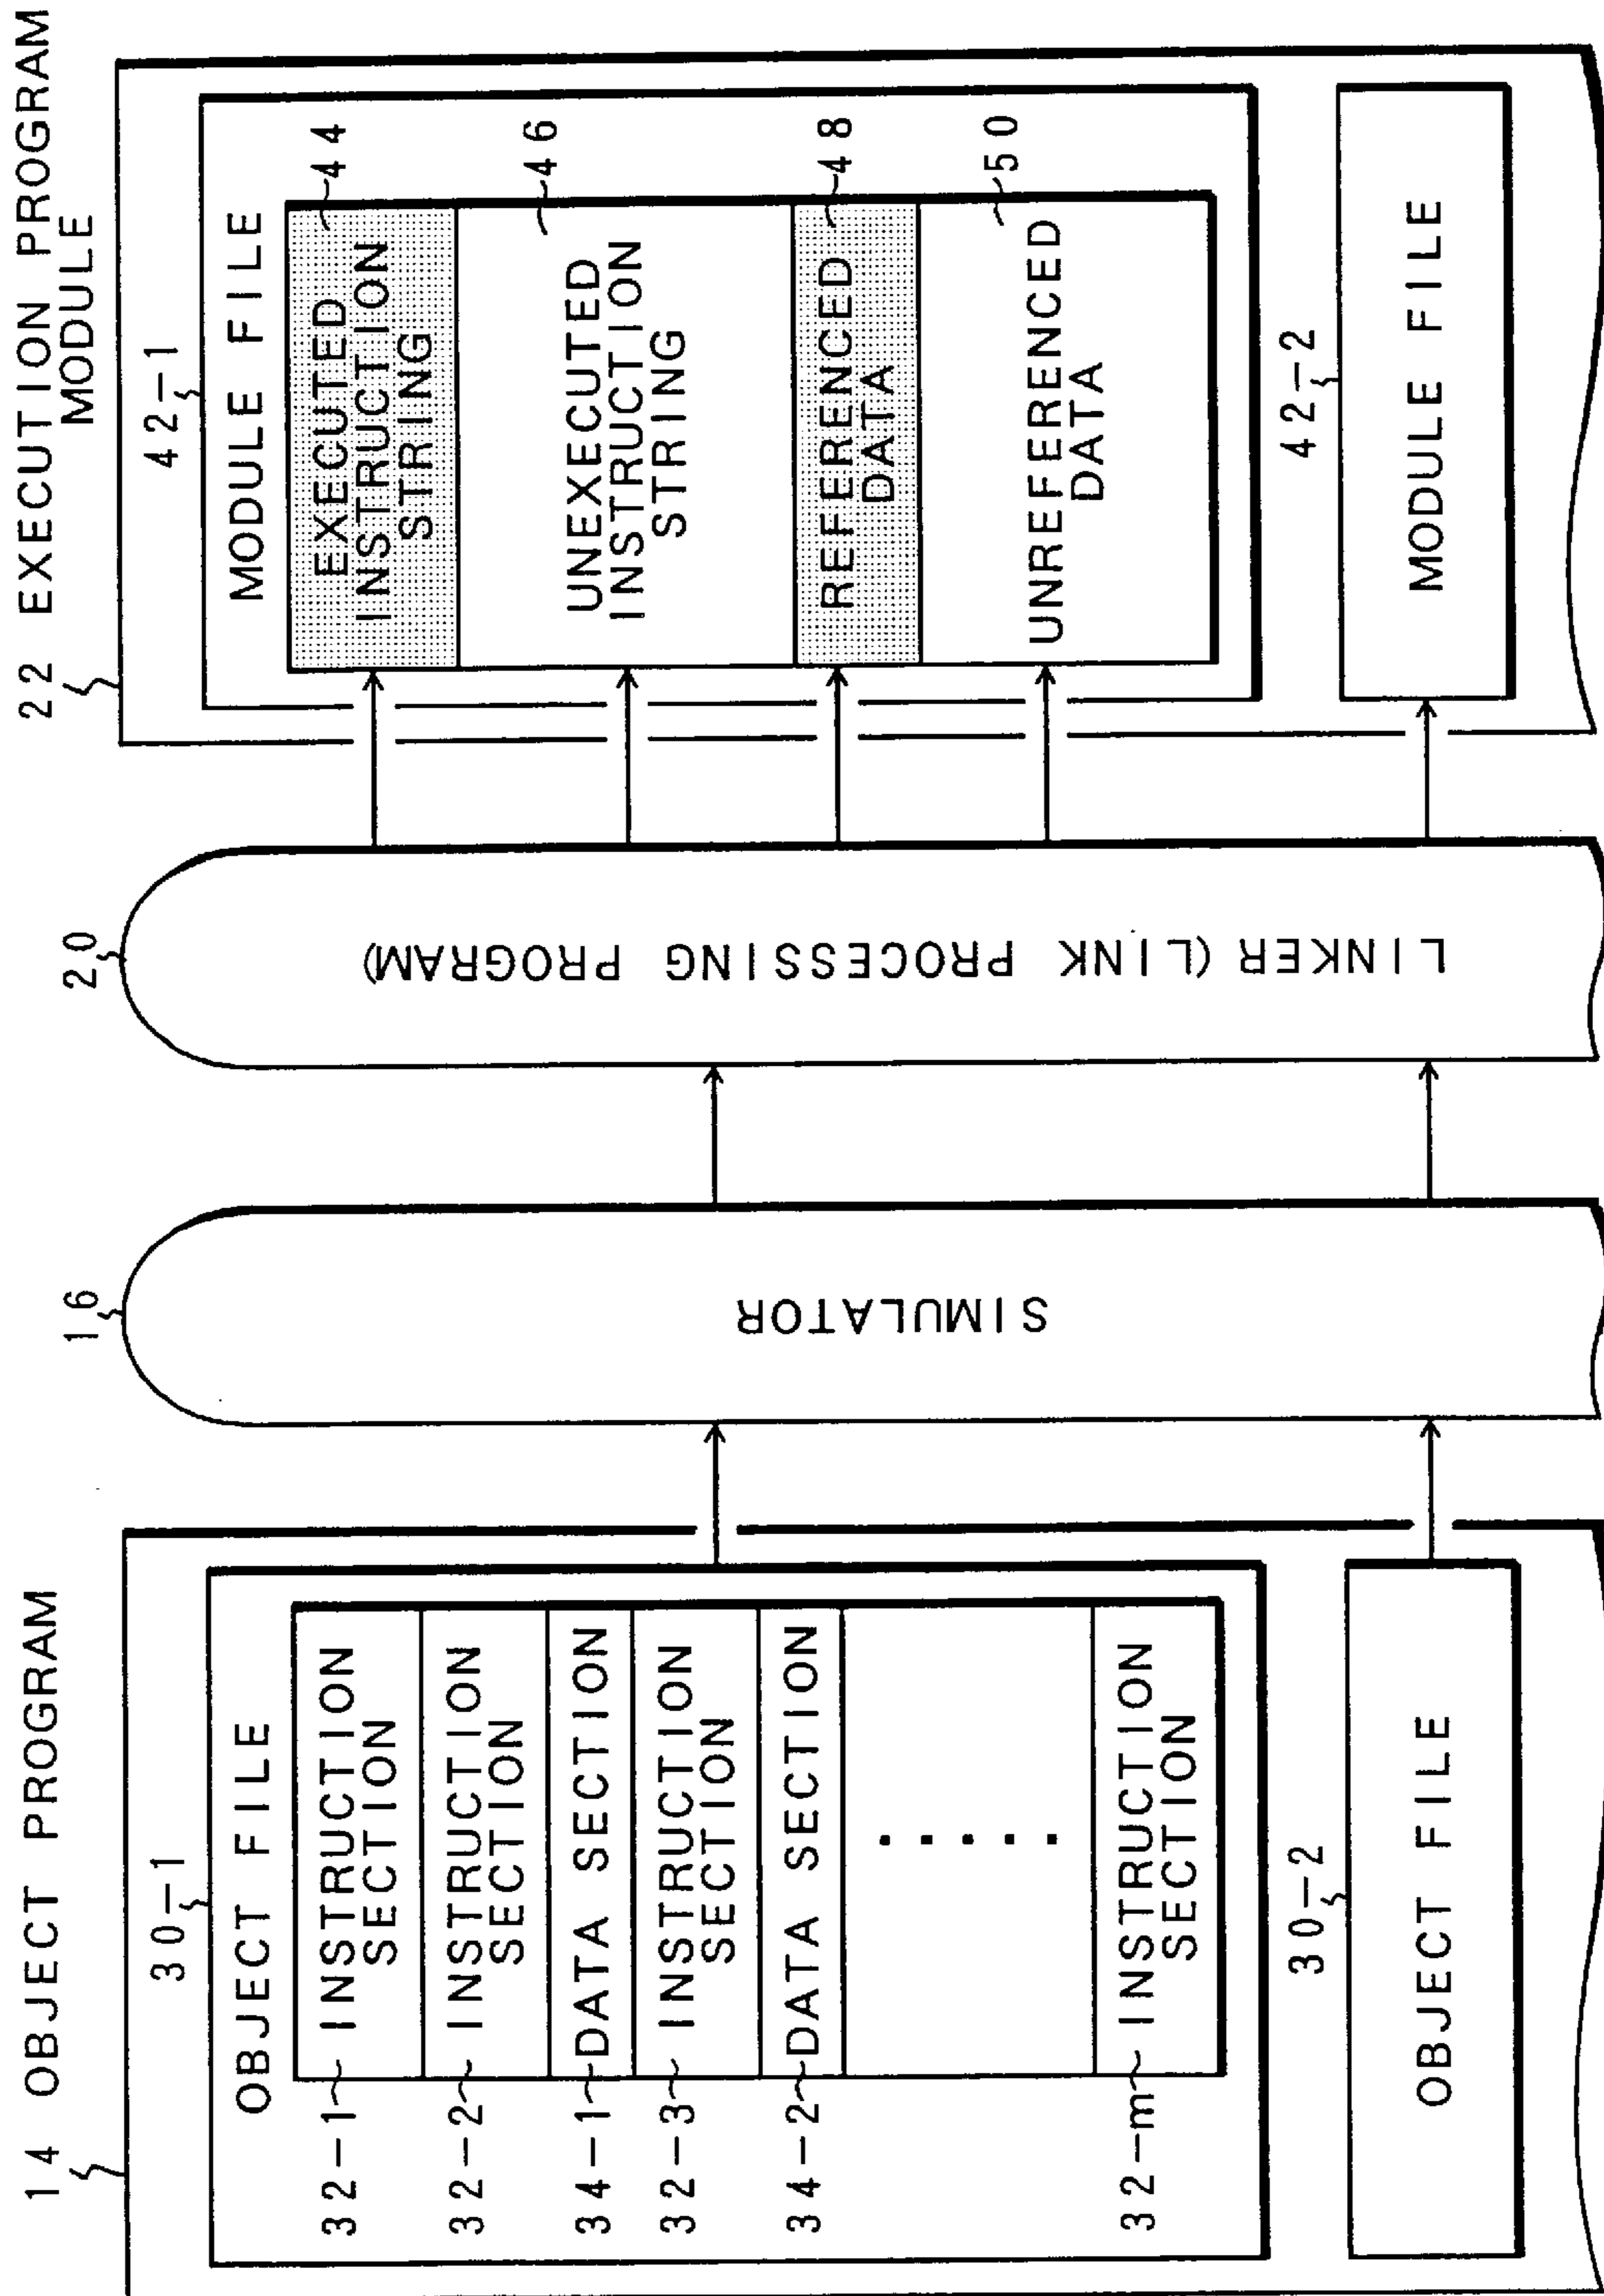 14 OBJECT PROGRAM
30-1
OBJECT FILE
32-1
INSTRUCTION
SECTION
32-2
INSTRUCTION
SECTION
34-1
DATA SECTION
32-3
INSTRUCTION
SECTION
34-2
DATA SECTION
.....
32-m
INSTRUCTION
SECTION
30-2
OBJECT FILE
16
SIMULATOR
20
LINKER (LINK PROCESSING PROGRAM)
22 EXECUTION PROGRAM
MODULE
42-1
MODULE FILE
EXECUTED
INSTRUCTION
STRING
44
UNEXECUTED
INSTRUCTION
STRING
46
REFERENCED
DATA
48
UNREFERENCED
DATA
50
42-2
MODULE FILE